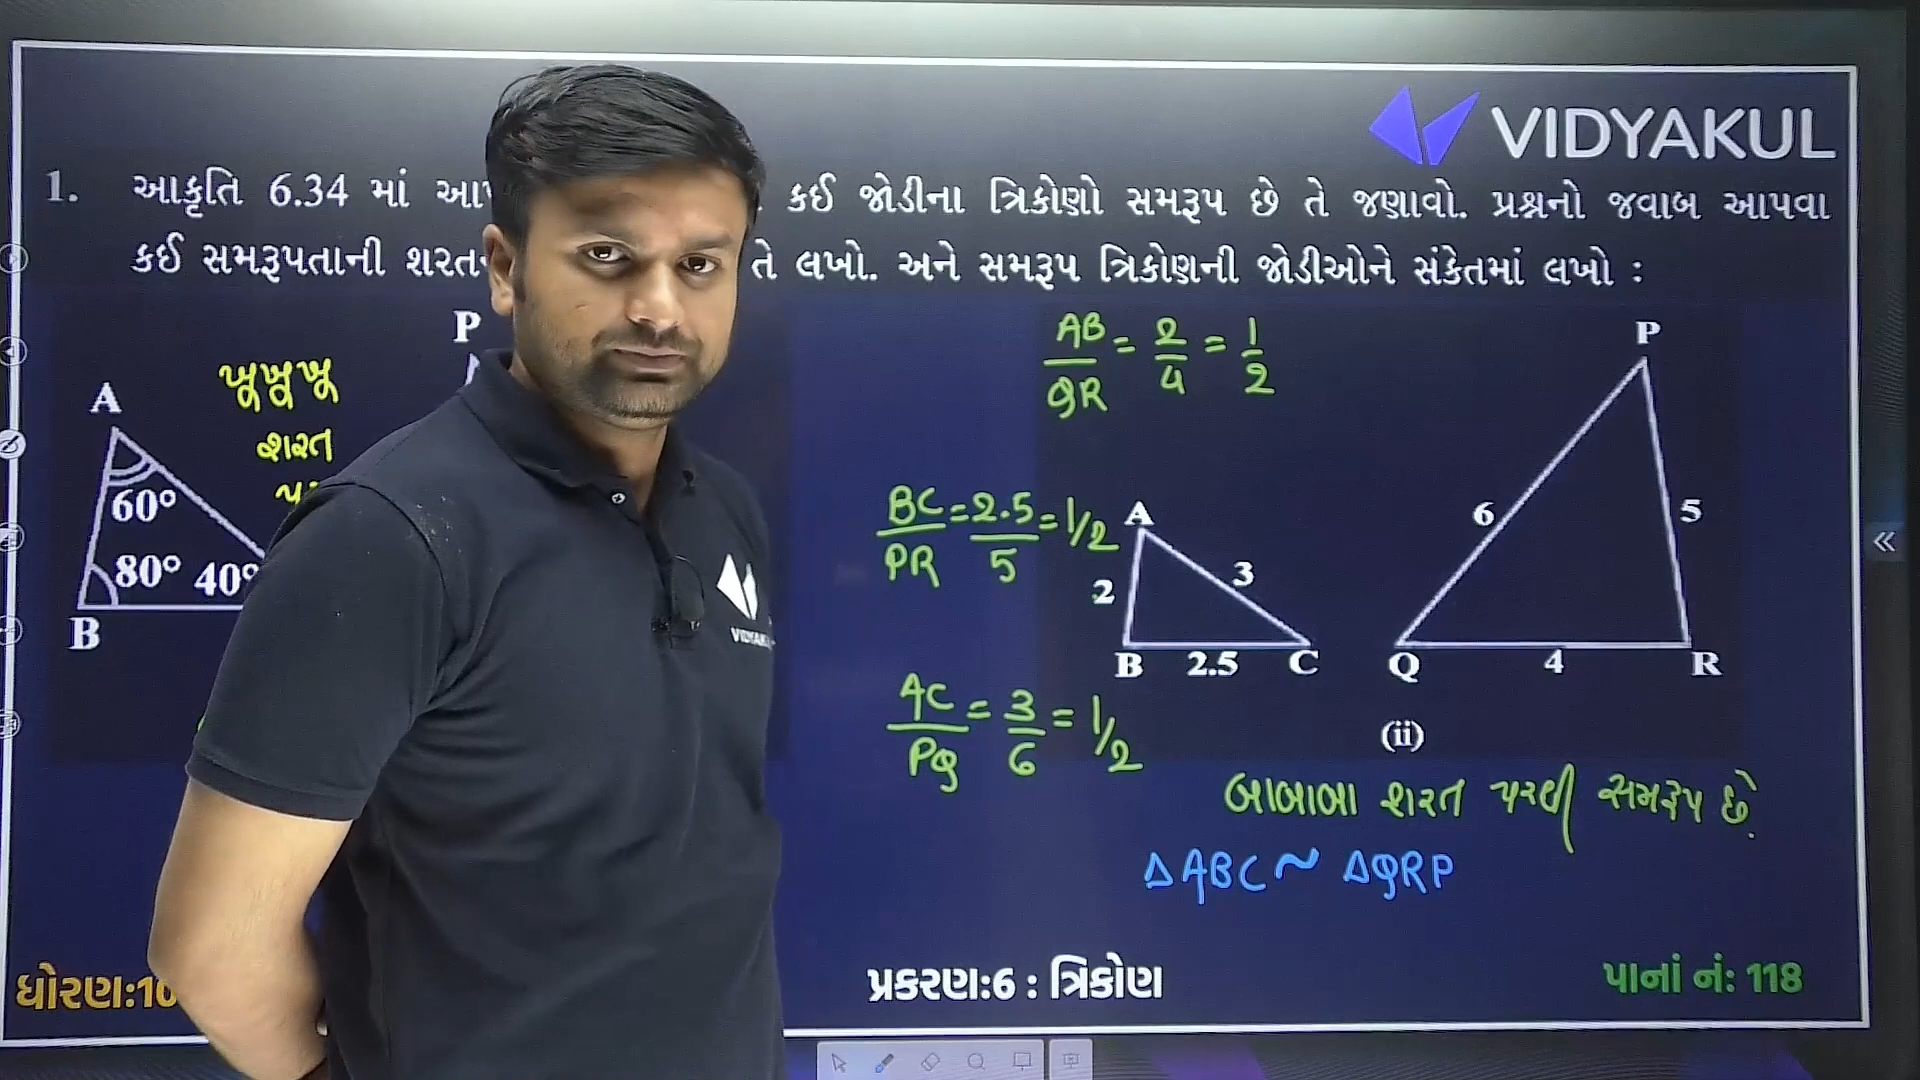 VIDYAKUL
1. આકૃતિ 6.34 માં કઈ જોડીના ત્રિકોણો સમરૂપ છે તે જણાવો. પ્રશ્નનો જવાબ આપવા
કઈ સમરૂપતાની તે લખો. અને સમરૂપ ત્રિકોણની જોડીઓને સંકેતમાં લખો :
P
A
ખૂખૂખૂ
શરત
60°
80° 40°
B
AB/QR = 2/4 = 1/2
BC/PR = 2.5/5 = 1/2
AC/PQ = 3/6 = 1/2
A
2
3
B 2.5 C
P
6
5
Q 4 R
(ii)
બાબાબા શરત પરથી સમરૂપ છે.
∆ABC ~ ∆QRP
ધોરણ:10
પ્રકરણ:6 : ત્રિકોણ
પાનાં નં: 118
VIDYAKUL